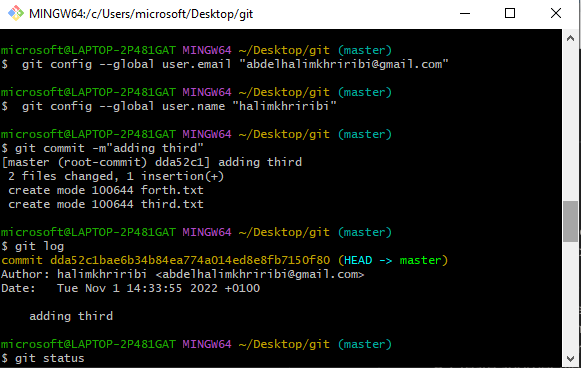 MINGW64:/c/Users/microsoft/Desktop/git
microsoft@LAPTOP-2P481GAT MINGW64 ~/Desktop/git (master)
$  git config --global user.email "abdelhalimkhriribi@gmail.com"
microsoft@LAPTOP-2P481GAT MINGW64 ~/Desktop/git (master)
$  git config --global user.name "halimkhriribi"
microsoft@LAPTOP-2P481GAT MINGW64 ~/Desktop/git (master)
$ git commit -m"adding third"
[master (root-commit) dda52c1] adding third
 2 files changed, 1 insertion(+)
 create mode 100644 forth.txt
 create mode 100644 third.txt
microsoft@LAPTOP-2P481GAT MINGW64 ~/Desktop/git (master)
$ git log
commit dda52c1bae6b34b84ea774a014ed8e8fb7150f80 (HEAD -> master)
Author: halimkhriribi <abdelhalimkhriribi@gmail.com>
Date:   Tue Nov 1 14:33:55 2022 +0100
    adding third
microsoft@LAPTOP-2P481GAT MINGW64 ~/Desktop/git (master)
$ git status